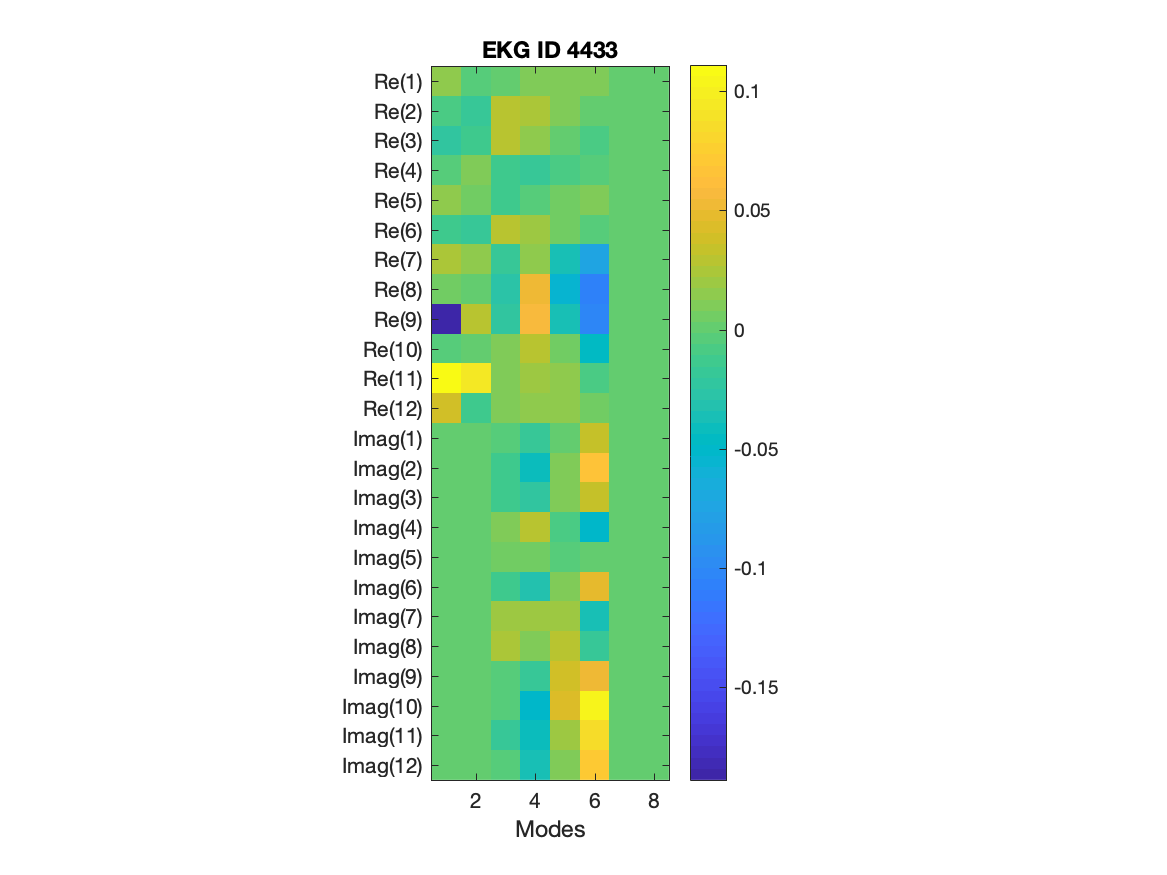 EKG ID 4433
Re(1)
Re(2)
Re(3)
Re(4)
Re(5)
Re(6)
Re(7)
Re(8)
Re(9)
Re(10)
Re(11)
Re(12)
Imag(1)
Imag(2)
Imag(3)
Imag(4)
Imag(5)
Imag(6)
Imag(7)
Imag(8)
Imag(9)
Imag(10)
Imag(11)
Imag(12)
2 4 6 8
Modes
0.1
0.05
0
-0.05
-0.1
-0.15